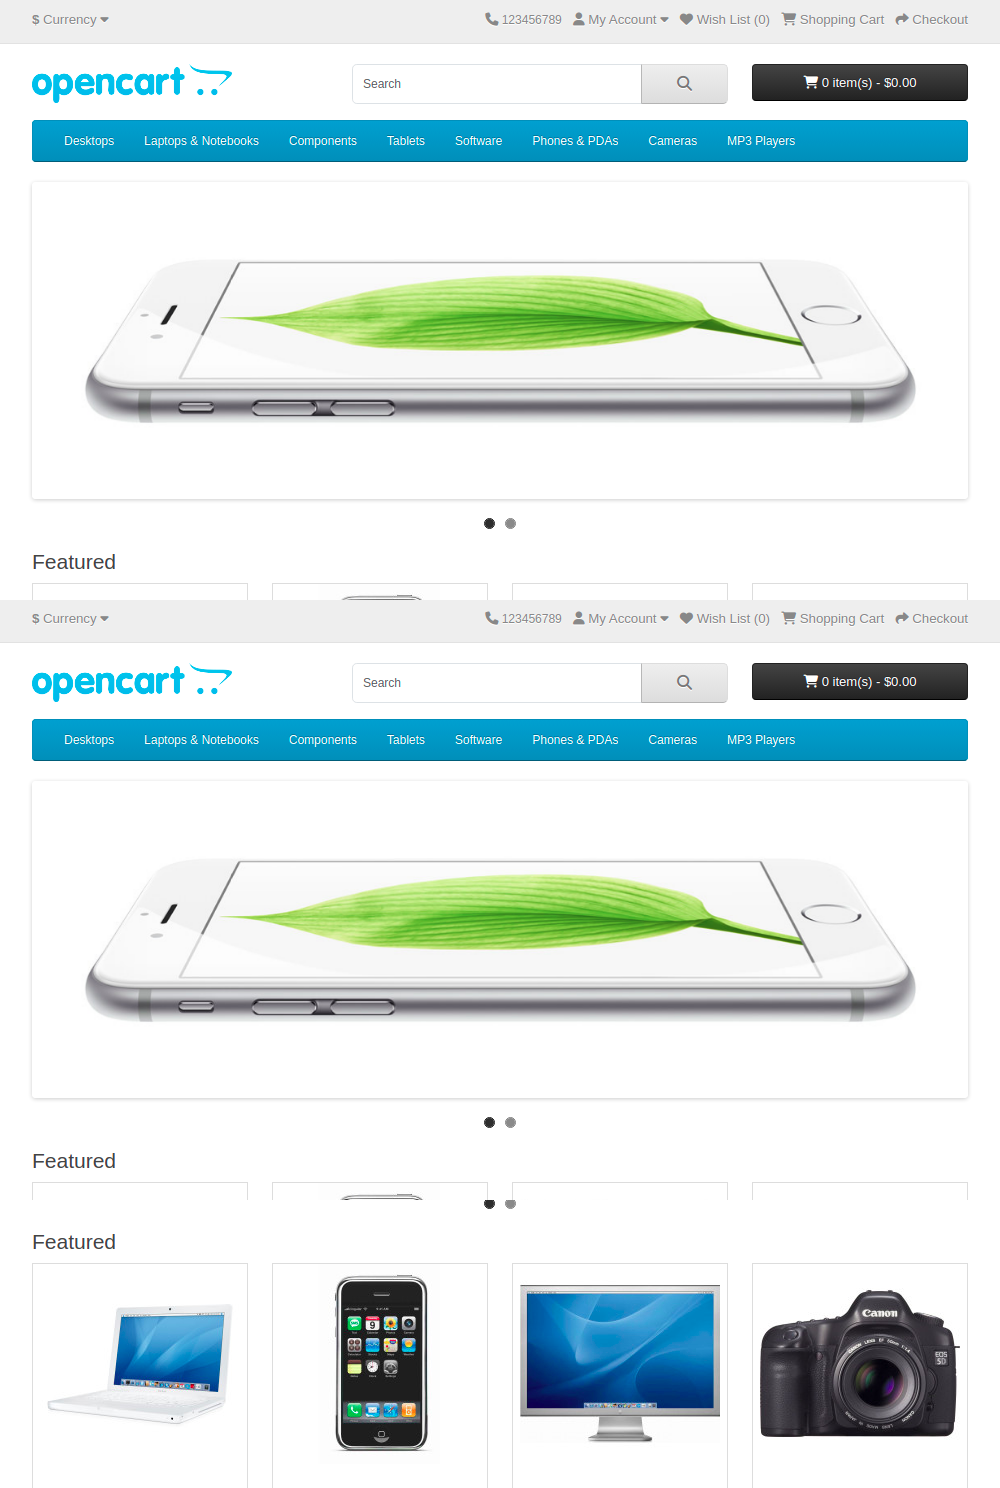 $ Currency
123456789 My Account Wish List (0) Shopping Cart Checkout
opencart
Search
0 item(s) - $0.00
Desktops Laptops & Notebooks Components Tablets Software Phones & PDAs Cameras MP3 Players
Featured
$ Currency
123456789 My Account Wish List (0) Shopping Cart Checkout
opencart
Search
0 item(s) - $0.00
Desktops Laptops & Notebooks Components Tablets Software Phones & PDAs Cameras MP3 Players
Featured
Featured
9
Canon
EOS
5D